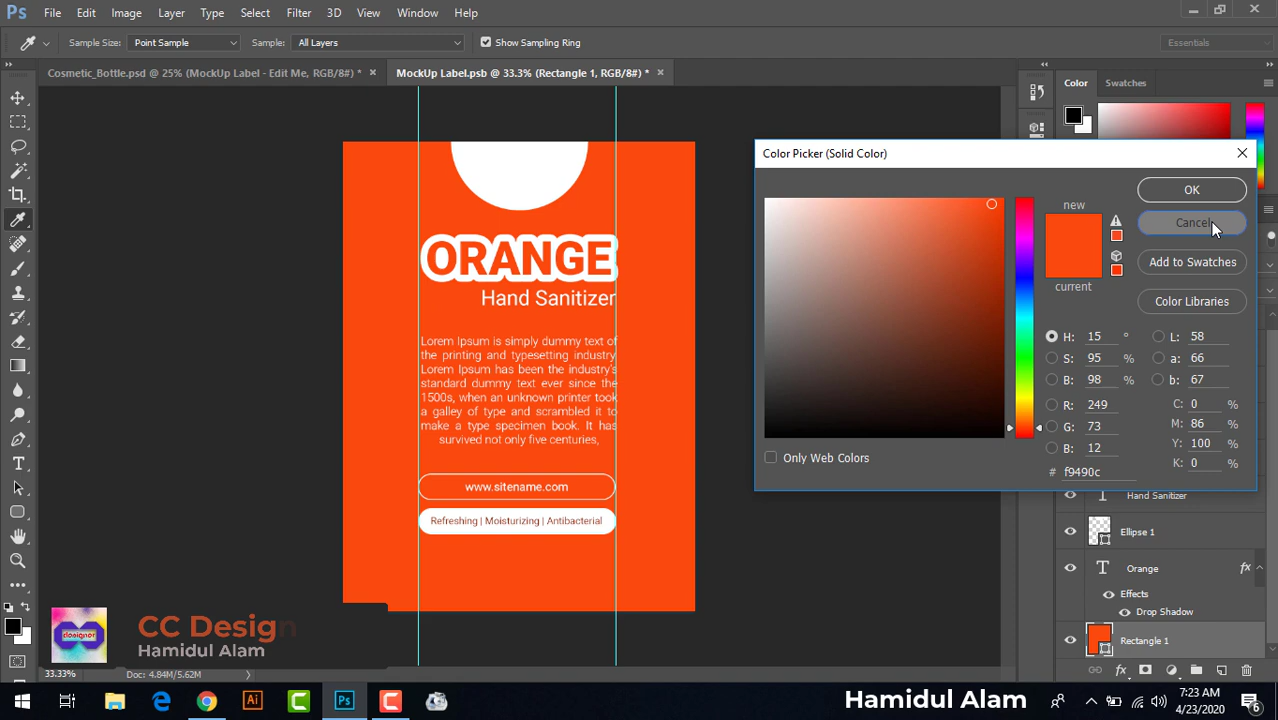 Ps File Edit Image Layer Type Select Filter 3D View Window Help
Sample Size: Point Sample Sample: All Layers Show Sampling Ring Essentials
Cosmetic_Bottle.psd @ 25% (MockUp Label - Edit Me, RGB/8#) * × MockUp Label.psb @ 33.3% (Rectangle 1, RGB/8#) * ×
Color Swatches
Color Picker (Solid Color)
new
current
OK
Cancel
Add to Swatches
Color Libraries
H: 15 ° L: 58
S: 95 % a: 66
B: 98 % b: 67
R: 249 C: 0 %
G: 73 M: 86 %
B: 12 Y: 100 %
K: 0 %
# f9490c
Only Web Colors
ORANGE
Hand Sanitizer
Lorem Ipsum is simply dummy text of
the printing and typesetting industry
Lorem Ipsum has been the industry's
standard dummy text ever since the
1500s, when an unknown printer took
a galley of type and scrambled it to
make a type specimen book. It has
survived not only five centuries,
www.sitename.com
Refreshing | Moisturizing | Antibacterial
Hand Sanitizer
Ellipse 1
Orange fx
Effects
Drop Shadow
Rectangle 1
designer
CC Design
Hamidul Alam
33.33% Doc: 4.84M/5.62M
fx
Ai Ps
Hamidul Alam
7:23 AM
4/23/2020
6